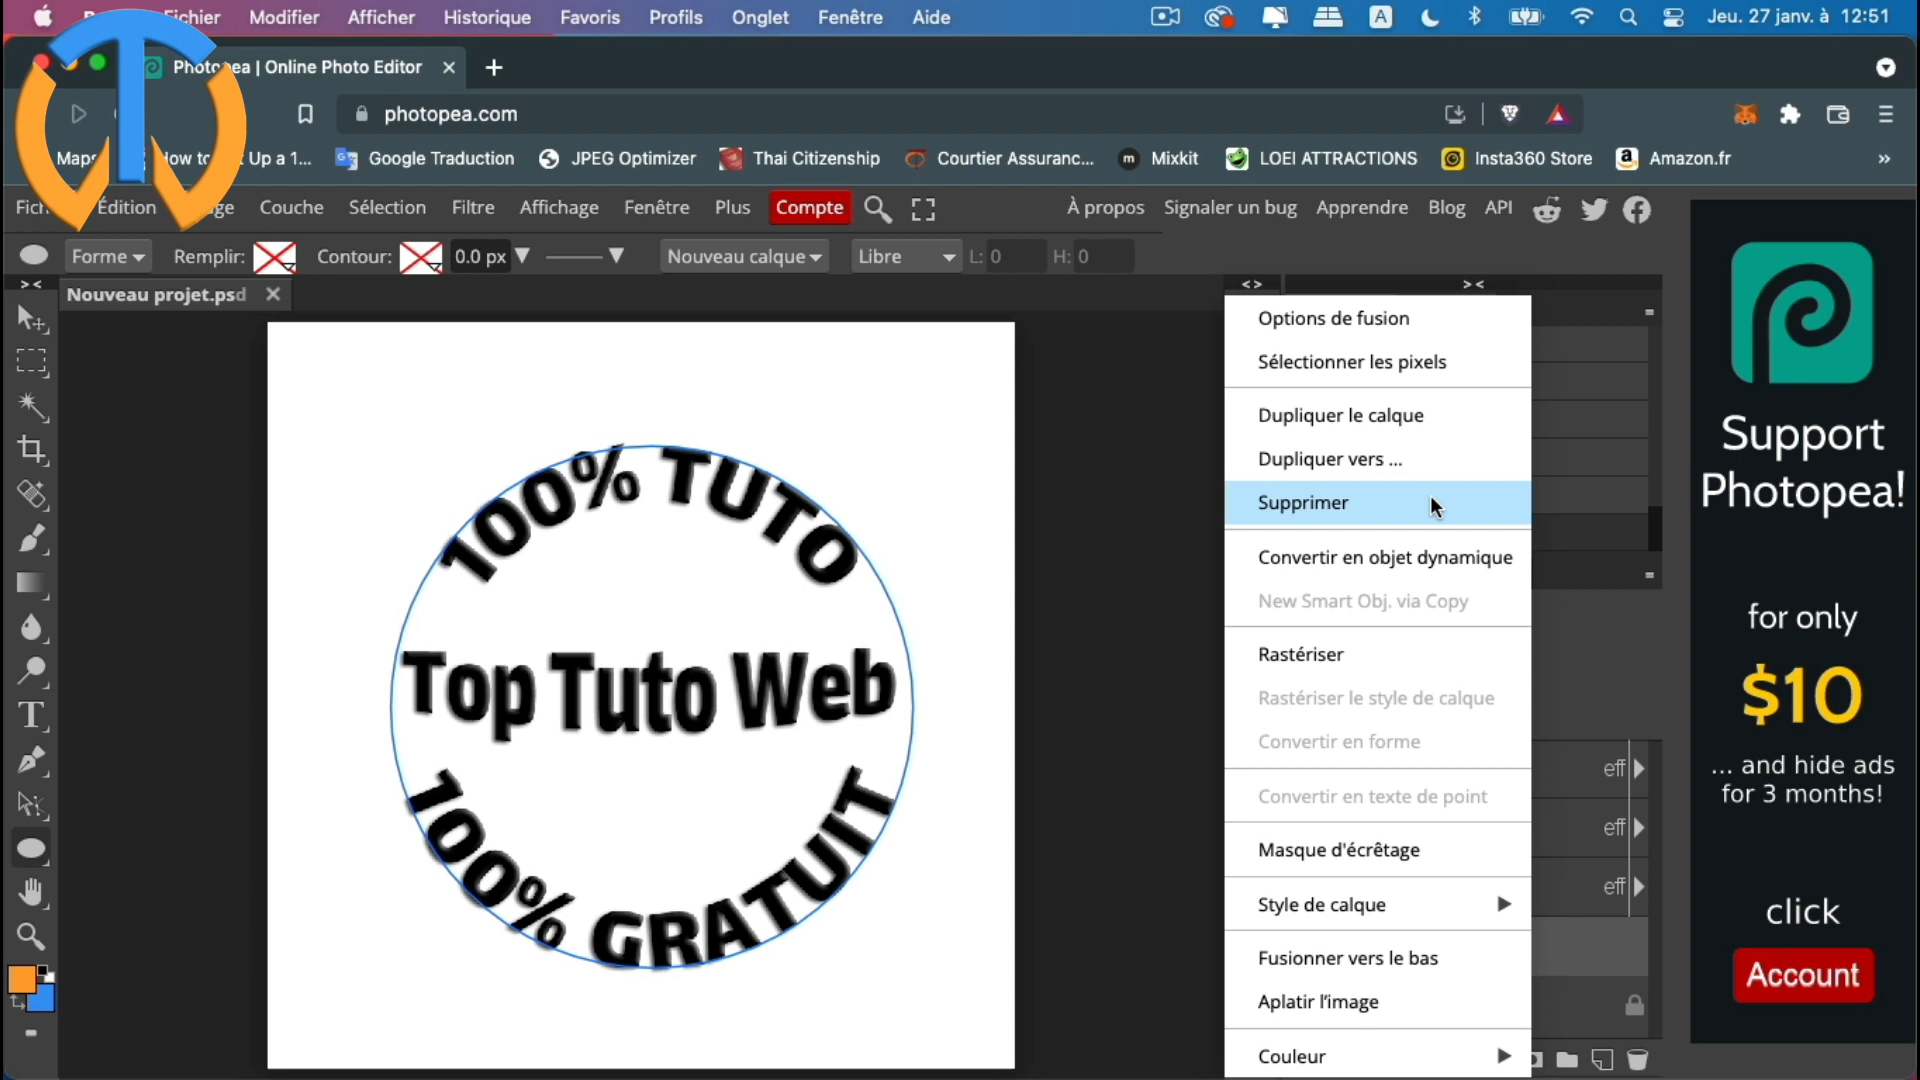 Fichier Modifier Afficher Historique Favoris Profils Onglet Fenêtre Aide A Jeu. 27 janv. à 12:51
Photopea | Online Photo Editor
photopea.com
Maps Up a 1... Google Traduction JPEG Optimizer Thai Citizenship Courtier Assuranc... m Mixkit LOEI ATTRACTIONS Insta360 Store Amazon.fr »
Édition Couche Sélection Filtre Affichage Fenêtre Plus Compte À propos Signaler un bug Apprendre Blog API
Forme Remplir: Contour: 0.0 px Nouveau calque Libre L: 0 H: 0
> < < > > <
Nouveau projet.psd
Options de fusion
Sélectionner les pixels
Dupliquer le calque
Dupliquer vers ...
Supprimer
Convertir en objet dynamique
New Smart Obj. via Copy
Rastériser
Rastériser le style de calque
Convertir en forme
Convertir en texte de point
Masque d'écrêtage
Style de calque
Fusionner vers le bas
Aplatir l'image
Couleur
100% TUTO
Top Tuto Web
100% GRATUIT
eff
eff
eff
Support
Photopea!
for only
$10
... and hide ads
for 3 months!
click
Account